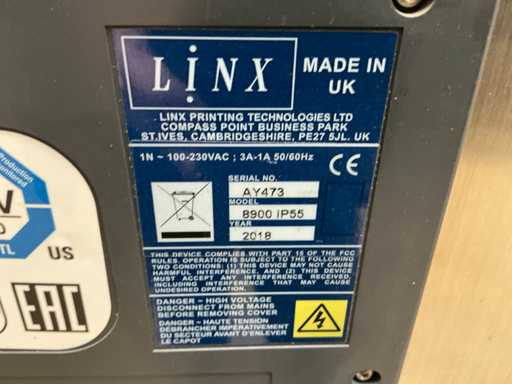 LINX
MADE IN
UK
LINX PRINTING TECHNOLOGIES LTD
COMPASS POINT BUSINESS PARK
ST.IVES, CAMBRIDGESHIRE, PE27 5JL. UK
1N ~ 100-230VAC ; 3A-1A 50/60Hz
CE
SERIAL NO.
AY473
MODEL
8900 IP55
YEAR
2018
THIS DEVICE COMPLIES WITH PART 15 OF THE FCC
RULES. OPERATION IS SUBJECT TO THE FOLLOWING
TWO CONDITIONS: (1) THIS DEVICE MAY NOT CAUSE
HARMFUL INTERFERENCE, AND (2) THIS DEVICE
MUST ACCEPT ANY INTERFERENCE RECEIVED,
INCLUDING INTERFERENCE THAT MAY CAUSE
UNDESIRED OPERATION.
DANGER ~ HIGH VOLTAGE
DISCONNECT FROM MAINS
BEFORE REMOVING COVER
DANGER ~ HAUTE TENSION
DEBRANCHER IMPERATIVEMENT
DU SECTEUR AVANT D'ENLEVER
LE CAPOT
Production
US
EAC